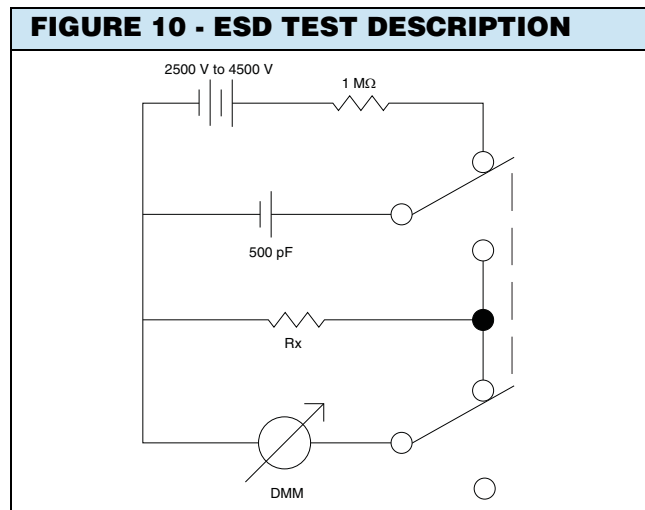 FIGURE 10 - ESD TEST DESCRIPTION
2500 V to 4500 V
1 MΩ
500 pF
Rx
DMM